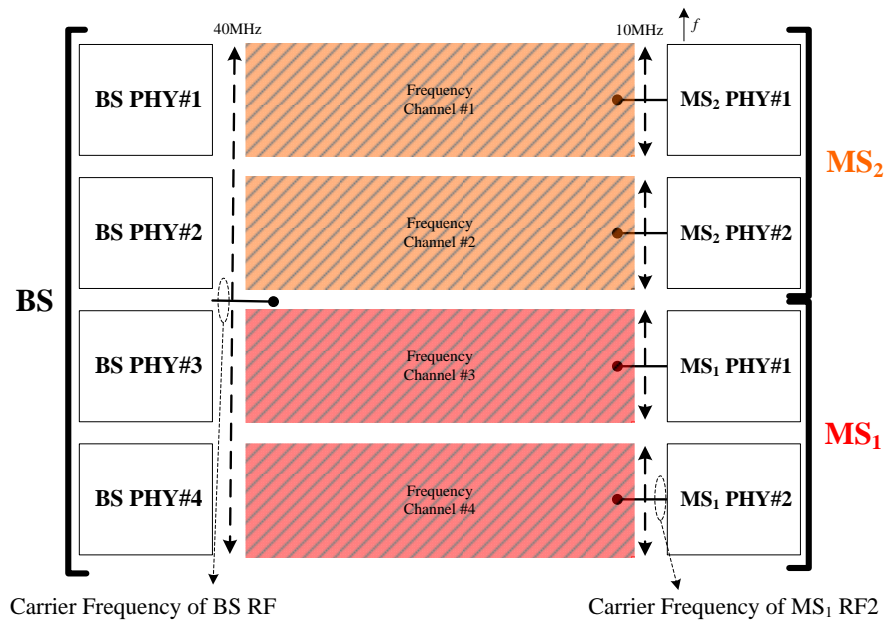 40MHz
10MHz
f
BS PHY#1
Frequency
Channel #1
MS₂ PHY#1
MS₂
BS PHY#2
Frequency
Channel #2
MS₂ PHY#2
BS
BS PHY#3
Frequency
Channel #3
MS₁ PHY#1
MS₁
BS PHY#4
Frequency
Channel #4
MS₁ PHY#2
Carrier Frequency of BS RF
Carrier Frequency of MS₁ RF2